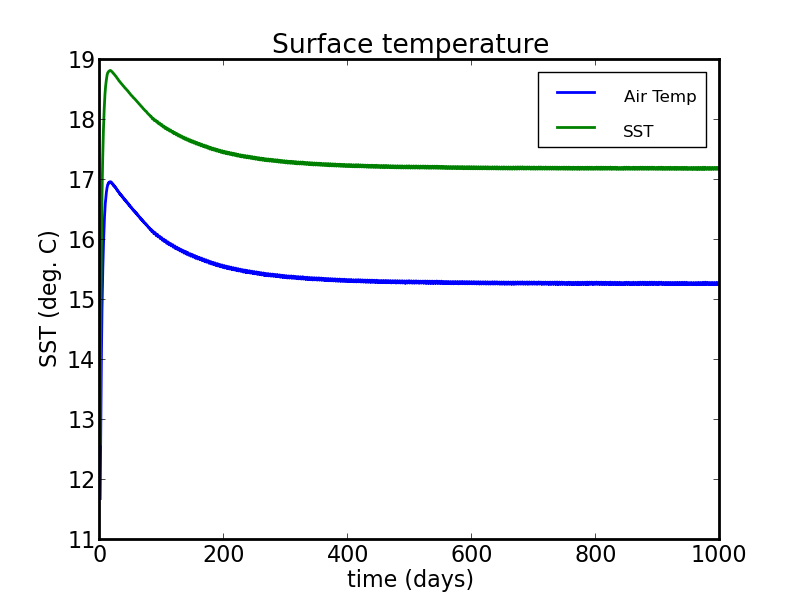 Surface temperature
19
18
17
16
15
14
13
12
11
SST (deg. C)
Air Temp
SST
0 200 400 600 800 1000
time (days)